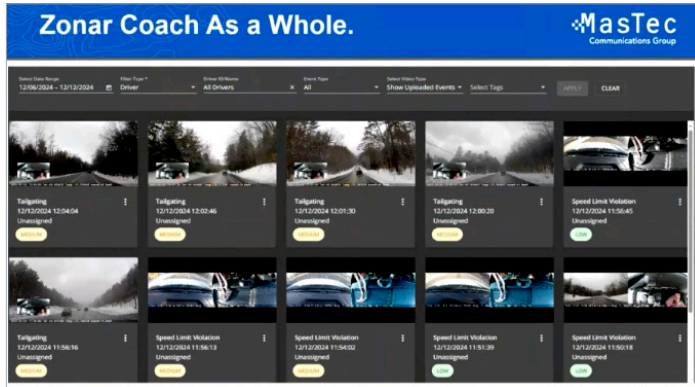 Zonar Coach As a Whole.
MasTec
Communications Group
Select Date Range
12/06/2024 – 12/12/2024
Filter Type *
Driver
Driver ID/Name
All Drivers
Event Type
All
Select Video Type
Show Uploaded Events
Select Tags
APPLY
CLEAR
Tailgating
12/12/2024 12:04:04
Unassigned
MEDIUM
Tailgating
12/12/2024 12:02:46
Unassigned
MEDIUM
Tailgating
12/12/2024 12:01:30
Unassigned
MEDIUM
Tailgating
12/12/2024 12:00:20
Unassigned
MEDIUM
Speed Limit Violation
12/12/2024 11:56:45
Unassigned
LOW
Tailgating
12/12/2024 11:56:16
Unassigned
MEDIUM
Speed Limit Violation
12/12/2024 11:56:13
Unassigned
MEDIUM
Speed Limit Violation
12/12/2024 11:54:02
Unassigned
MEDIUM
Speed Limit Violation
12/12/2024 11:51:39
Unassigned
LOW
Speed Limit Violation
12/12/2024 11:50:18
Unassigned
LOW